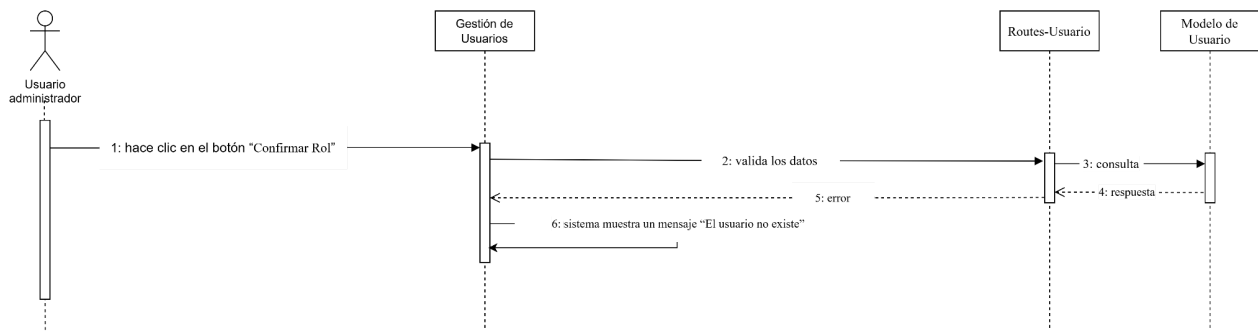 Gestión de
Usuarios
Routes-Usuario
Modelo de
Usuario
Usuario
administrador
1: hace clic en el botón “Confirmar Rol”
2: valida los datos
3: consulta
4: respuesta
5: error
6: sistema muestra un mensaje “El usuario no existe”